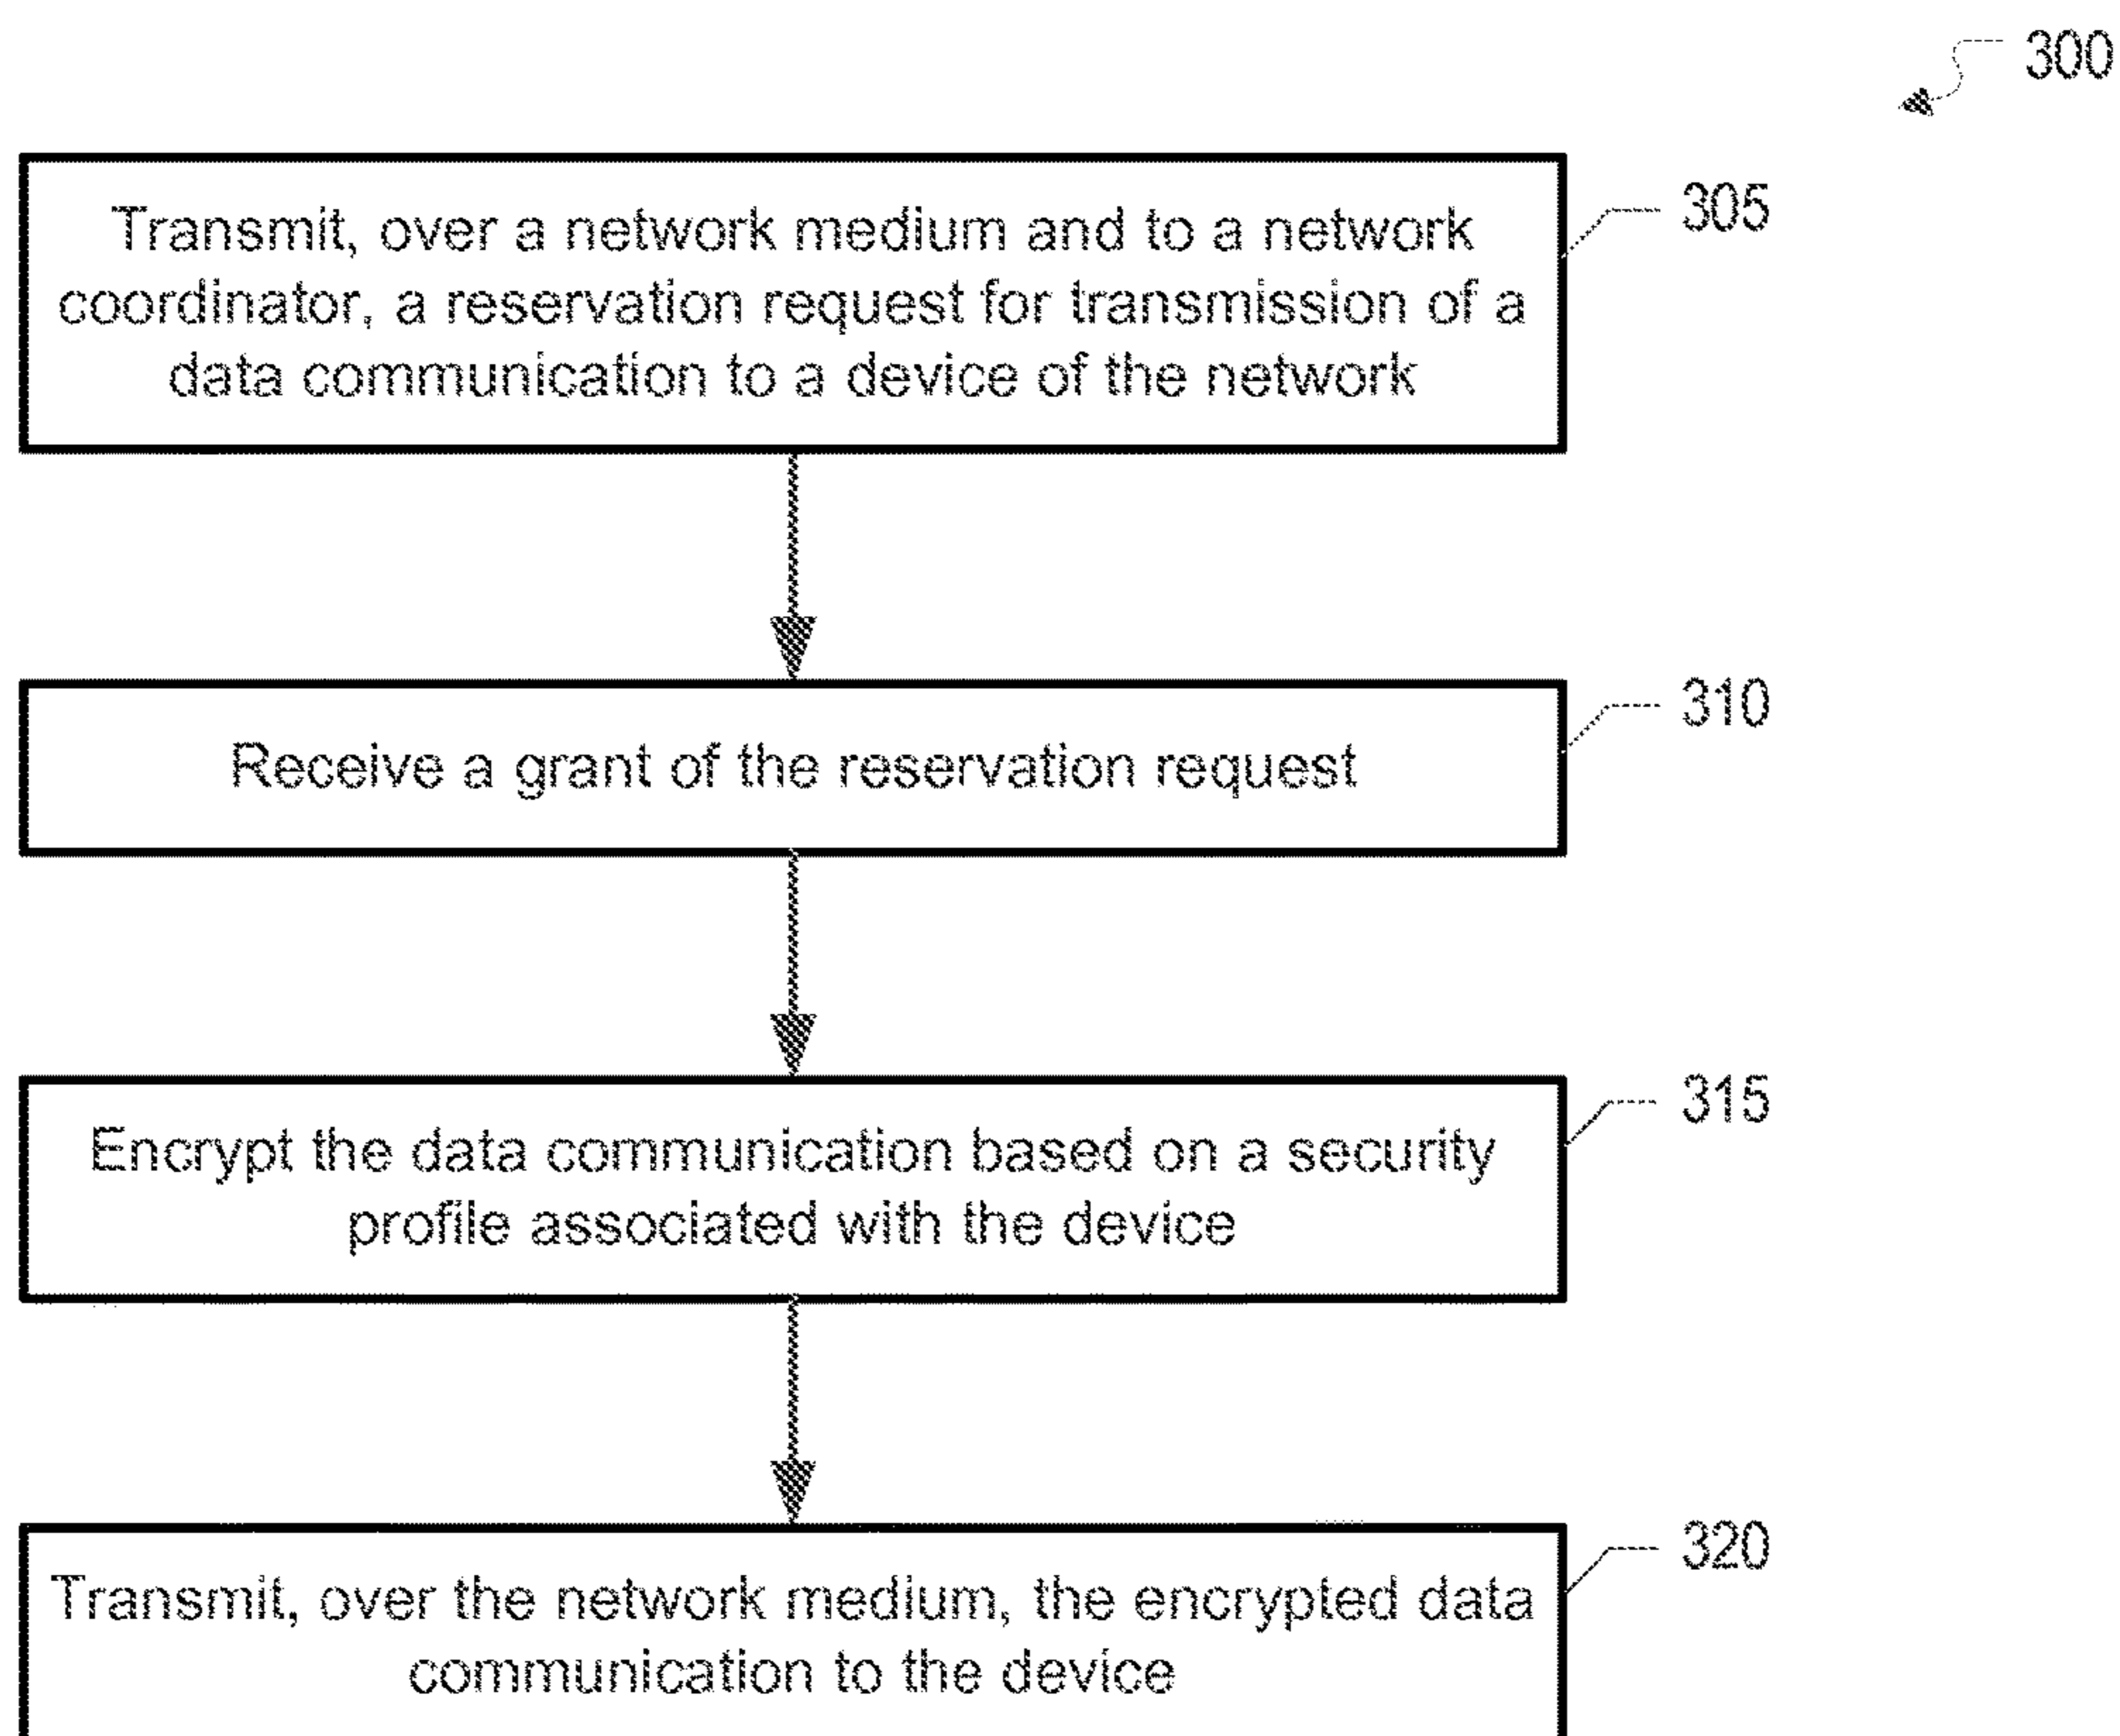 300
Transmit, over a network medium and to a network
coordinator, a reservation request for transmission of a
data communication to a device of the network
305
Receive a grant of the reservation request
310
Encrypt the data communication based on a security
profile associated with the device
315
Transmit, over the network medium, the encrypted data
communication to the device
320